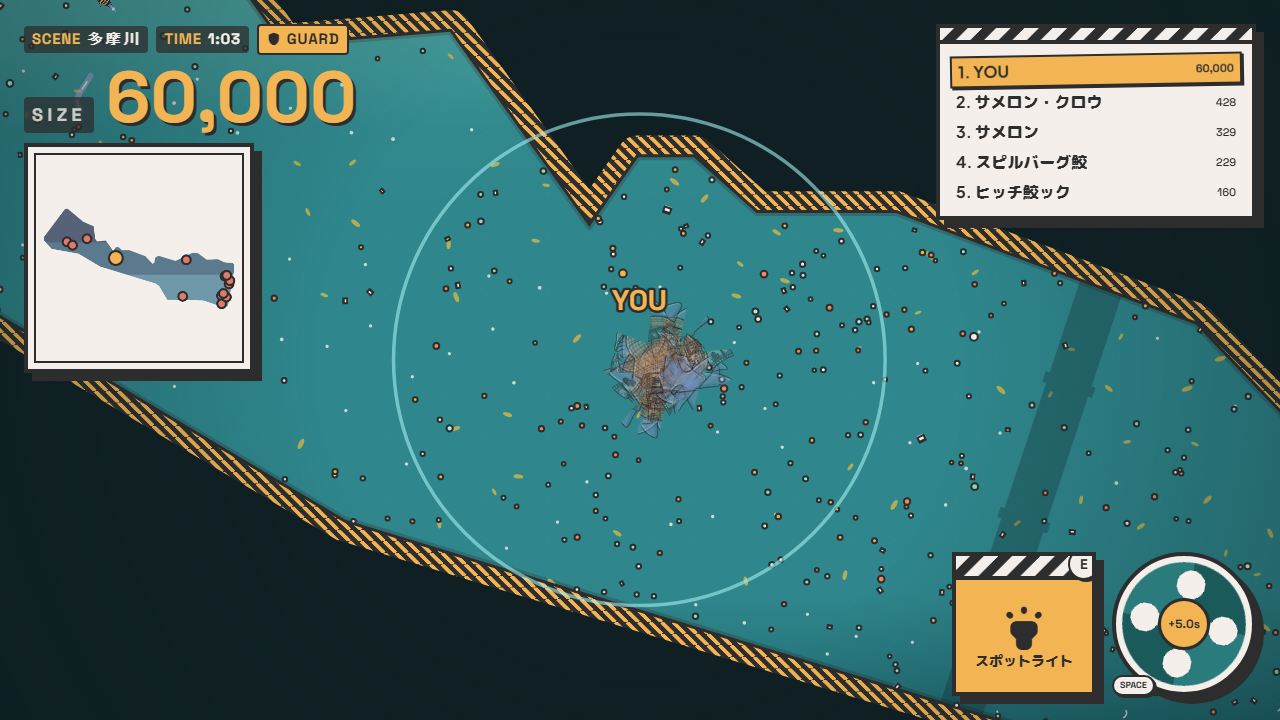 SCENE 多摩川 TIME 1:03 GUARD
SIZE 60,000
1. YOU 60,000
2. サメロン・クロウ 428
3. サメロン 329
4. スピルバーグ鮫 229
5. ヒッチ鮫ック 160
YOU
E
スポットライト
+5.0s
SPACE